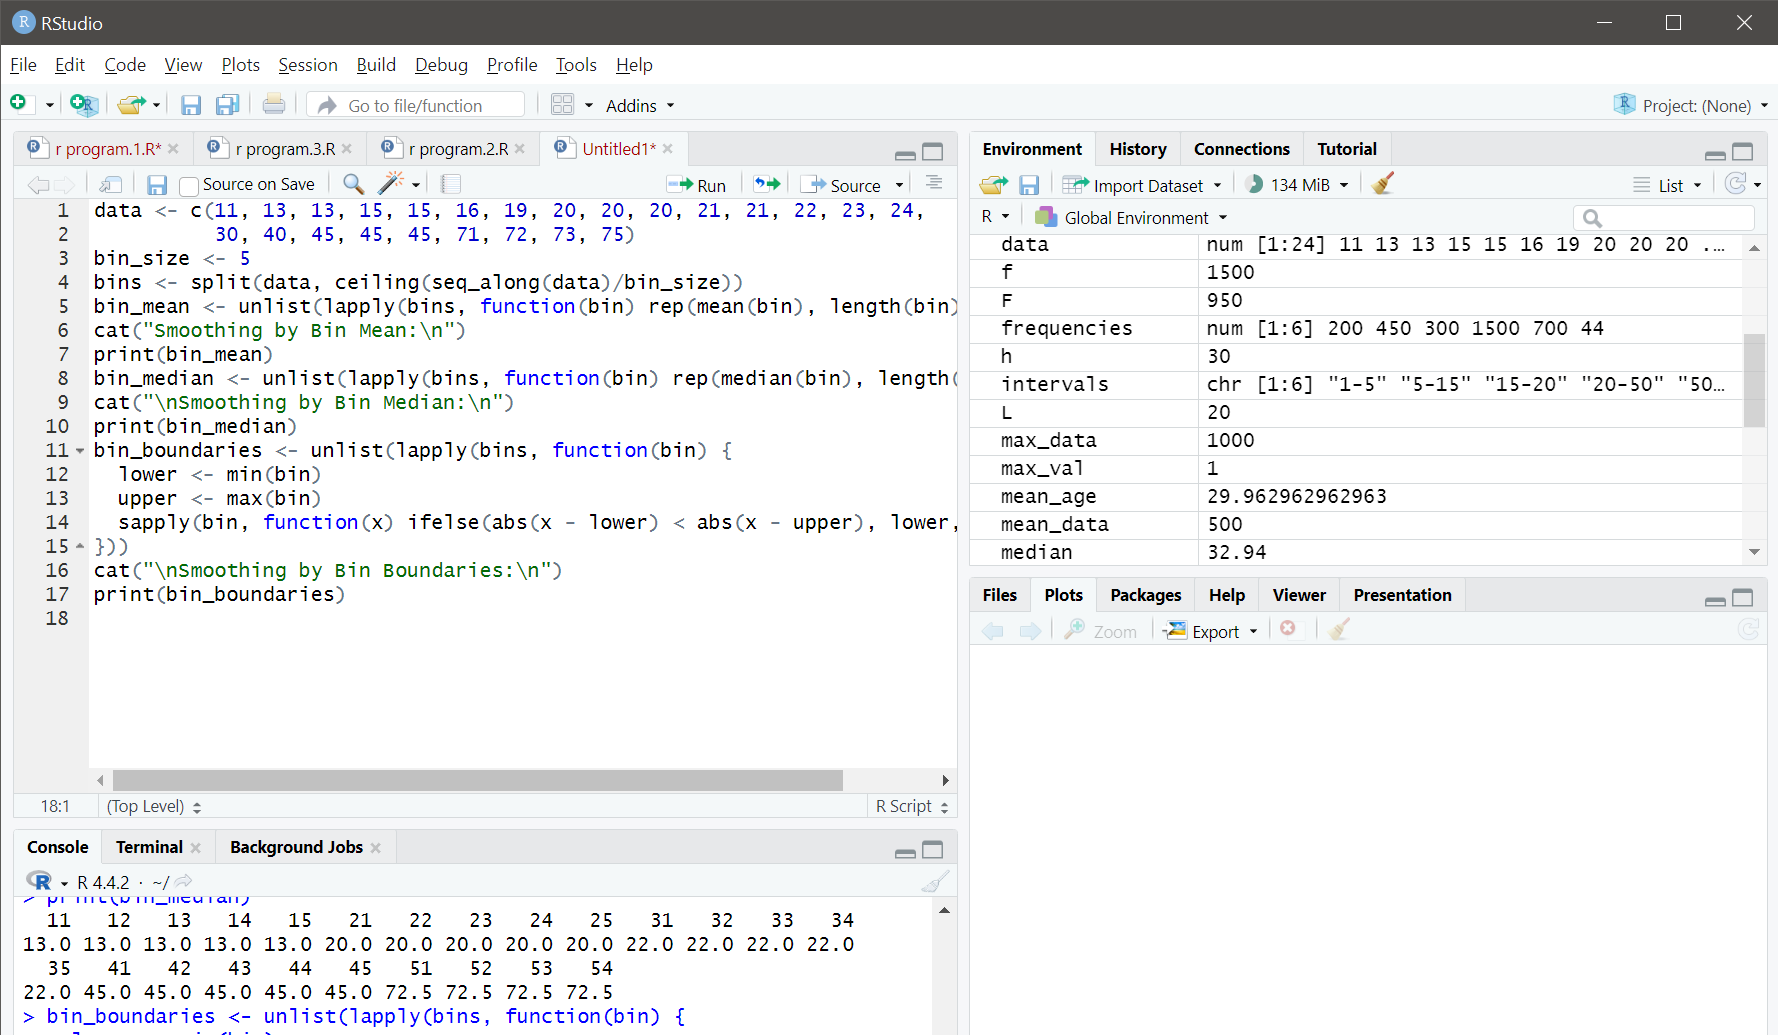 RStudio
File Edit Code View Plots Session Build Debug Profile Tools Help
Go to file/function
Addins
Project: (None)
r program.1.R*
r program.3.R
r program.2.R
Untitled1*
Source on Save
Run
Source
1 data <- c(11, 13, 13, 15, 15, 16, 19, 20, 20, 20, 21, 21, 22, 23, 24,
2 30, 40, 45, 45, 45, 71, 72, 73, 75)
3 bin_size <- 5
4 bins <- split(data, ceiling(seq_along(data)/bin_size))
5 bin_mean <- unlist(lapply(bins, function(bin) rep(mean(bin), length(bin)
6 cat("Smoothing by Bin Mean:\n")
7 print(bin_mean)
8 bin_median <- unlist(lapply(bins, function(bin) rep(median(bin), length(
9 cat("\nSmoothing by Bin Median:\n")
10 print(bin_median)
11 bin_boundaries <- unlist(lapply(bins, function(bin) {
12 lower <- min(bin)
13 upper <- max(bin)
14 sapply(bin, function(x) ifelse(abs(x - lower) < abs(x - upper), lower,
15 }))
16 cat("\nSmoothing by Bin Boundaries:\n")
17 print(bin_boundaries)
18
18:1 (Top Level) R Script
Console Terminal Background Jobs
R 4.4.2 · ~/
> print(bin_median)
11 12 13 14 15 21 22 23 24 25 31 32 33 34
13.0 13.0 13.0 13.0 13.0 20.0 20.0 20.0 20.0 20.0 22.0 22.0 22.0 22.0
35 41 42 43 44 45 51 52 53 54
22.0 45.0 45.0 45.0 45.0 45.0 72.5 72.5 72.5 72.5
> bin_boundaries <- unlist(lapply(bins, function(bin) {
Environment History Connections Tutorial
Import Dataset 134 MiB List
R Global Environment
data num [1:24] 11 13 13 15 15 16 19 20 20 20 ...
f 1500
F 950
frequencies num [1:6] 200 450 300 1500 700 44
h 30
intervals chr [1:6] "1-5" "5-15" "15-20" "20-50" "50...
L 20
max_data 1000
max_val 1
mean_age 29.962962962963
mean_data 500
median 32.94
Files Plots Packages Help Viewer Presentation
Zoom Export